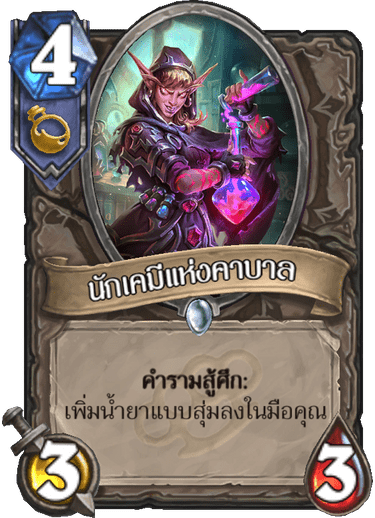 4
นักเคมีแห่งคาบาล
คำรามสู้ศึก:
เพิ่มน้ำยาแบบสุ่มลงในมือคุณ
3
3